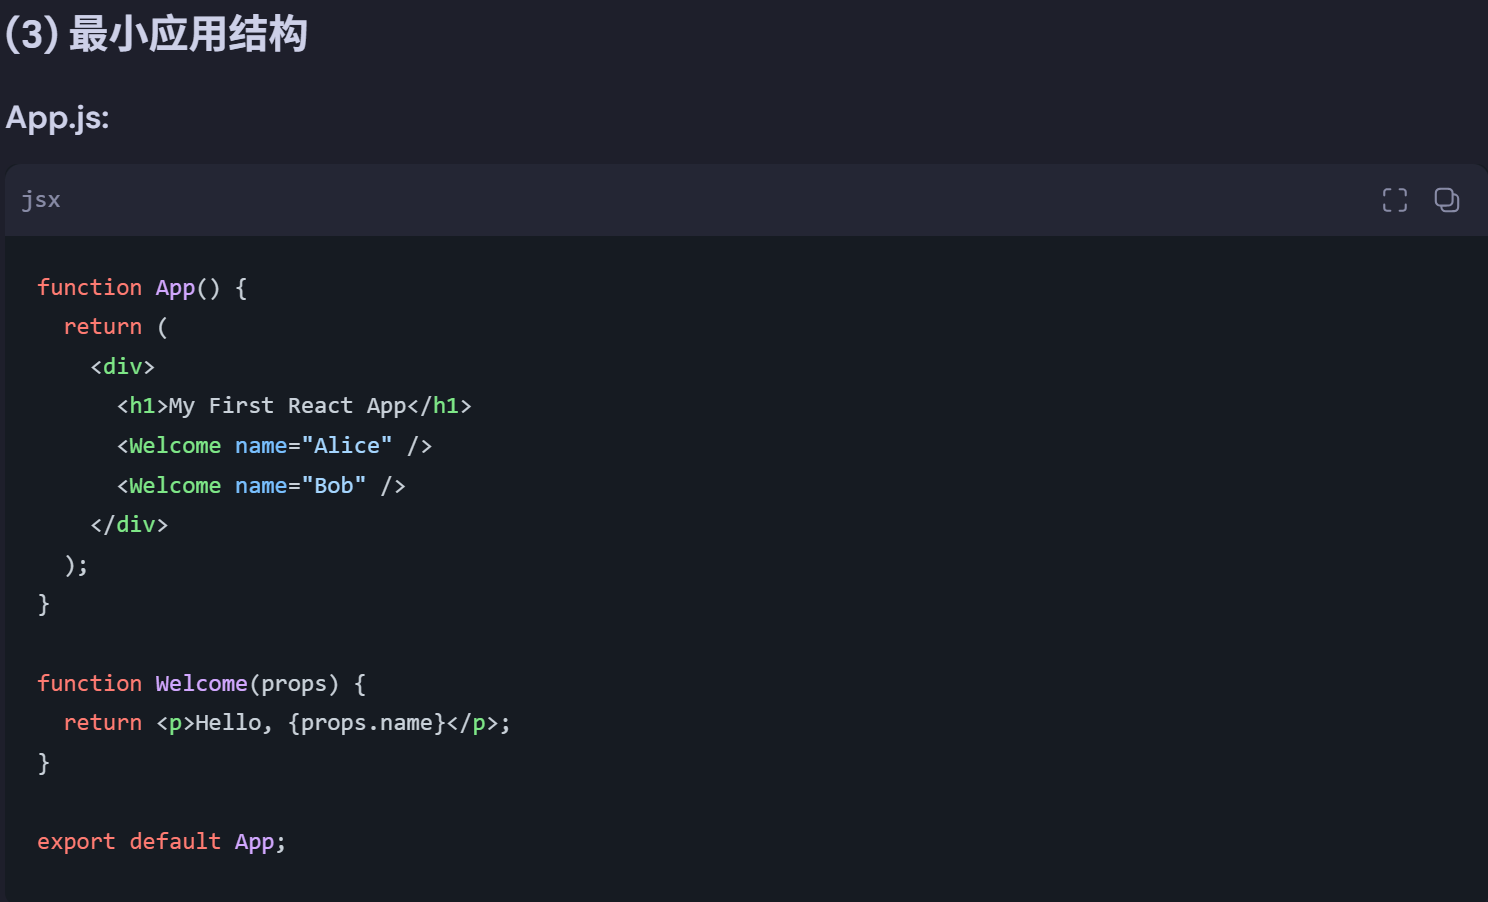 (3) 最小应用结构
App.js:
jsx
function App() {
  return (
    <div>
      <h1>My First React App</h1>
      <Welcome name="Alice" />
      <Welcome name="Bob" />
    </div>
  );
}
function Welcome(props) {
  return <p>Hello, {props.name}</p>;
}
export default App;